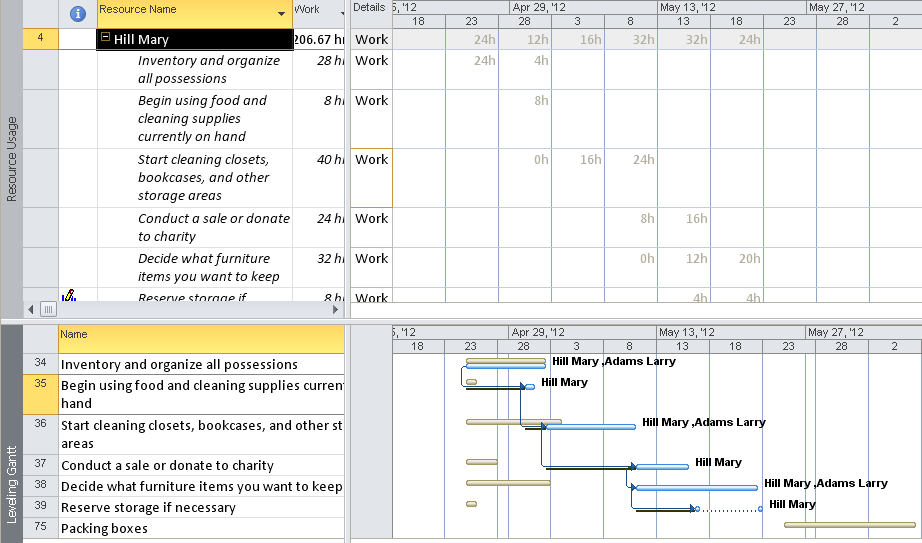 Resource Name Work Details 5, '12 Apr 29, '12 May 13, '12 May 27, '12
18 23 28 3 8 13 18 23 28 2
4 Hill Mary 206.67 hr Work 24h 12h 16h 32h 32h 24h
Inventory and organize 28 hr Work 24h 4h
all possessions
Begin using food and 8 hr Work 8h
cleaning supplies
currently on hand
Start cleaning closets, 40 hr Work 0h 16h 24h
bookcases, and other
storage areas
Conduct a sale or donate 24 hr Work 8h 16h
to charity
Decide what furniture 32 hr Work 0h 12h 20h
items you want to keep
Reserve storage if 8 hr Work 4h 4h
Resource Usage
Name 5, '12 Apr 29, '12 May 13, '12 May 27, '12
18 23 28 3 8 13 18 23 28 2
34 Inventory and organize all possessions Hill Mary ,Adams Larry
35 Begin using food and cleaning supplies current Hill Mary
hand
36 Start cleaning closets, bookcases, and other st Hill Mary ,Adams Larry
areas
37 Conduct a sale or donate to charity Hill Mary
38 Decide what furniture items you want to keep Hill Mary ,Adams Larry
39 Reserve storage if necessary Hill Mary
75 Packing boxes
Leveling Gantt